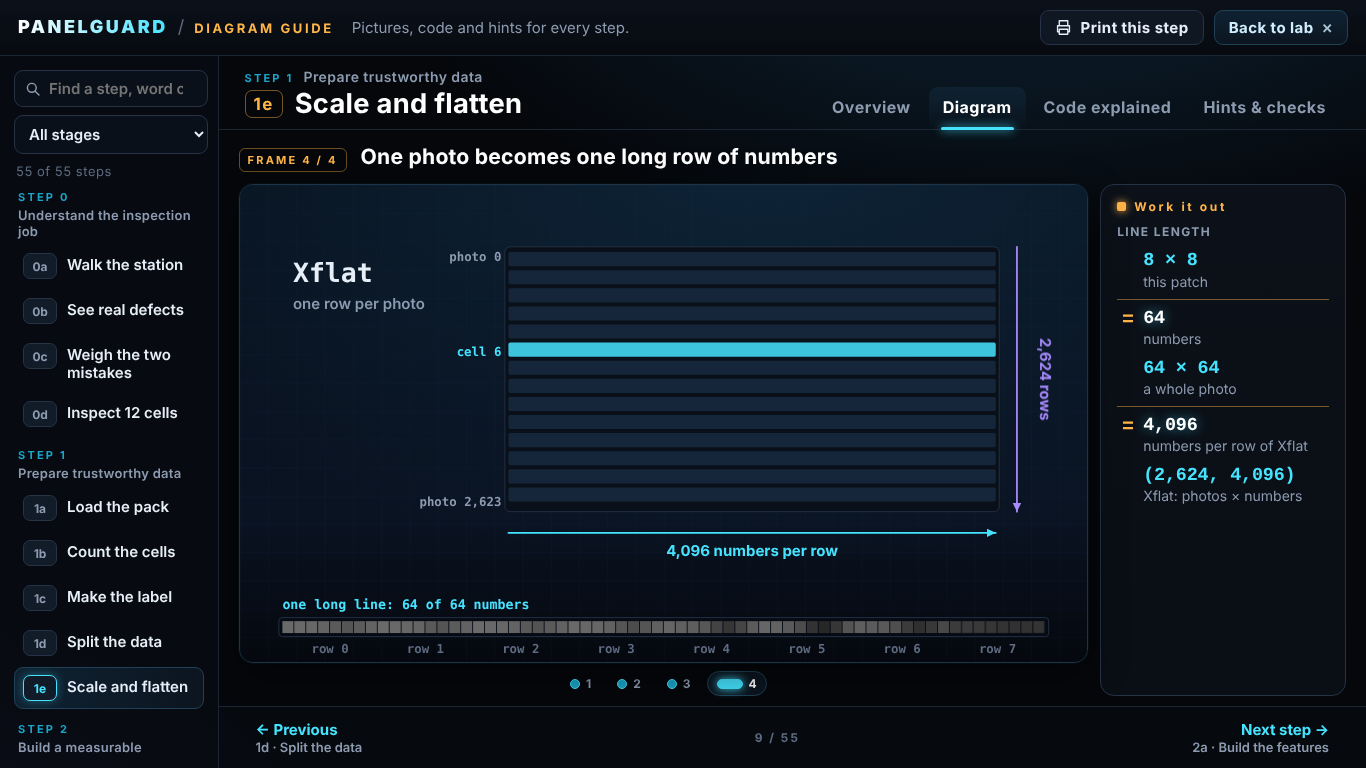 PANELGUARD / DIAGRAM GUIDE Pictures, code and hints for every step.
Print this step
Back to lab ×
Find a step, word c
All stages
55 of 55 steps
STEP 0
Understand the inspection
job
0a Walk the station
0b See real defects
0c Weigh the two
mistakes
0d Inspect 12 cells
STEP 1
Prepare trustworthy data
1a Load the pack
1b Count the cells
1c Make the label
1d Split the data
1e Scale and flatten
STEP 2
Build a measurable
STEP 1 Prepare trustworthy data
1e Scale and flatten
Overview
Diagram
Code explained
Hints & checks
FRAME 4 / 4 One photo becomes one long row of numbers
Xflat
one row per photo
photo 0
cell 6
photo 2,623
2,624 rows
4,096 numbers per row
one long line: 64 of 64 numbers
row 0 row 1 row 2 row 3 row 4 row 5 row 6 row 7
1 2 3 4
Work it out
LINE LENGTH
8 × 8
this patch
= 64
numbers
64 × 64
a whole photo
= 4,096
numbers per row of Xflat
(2,624, 4,096)
Xflat: photos × numbers
← Previous
1d · Split the data
9 / 55
Next step →
2a · Build the features